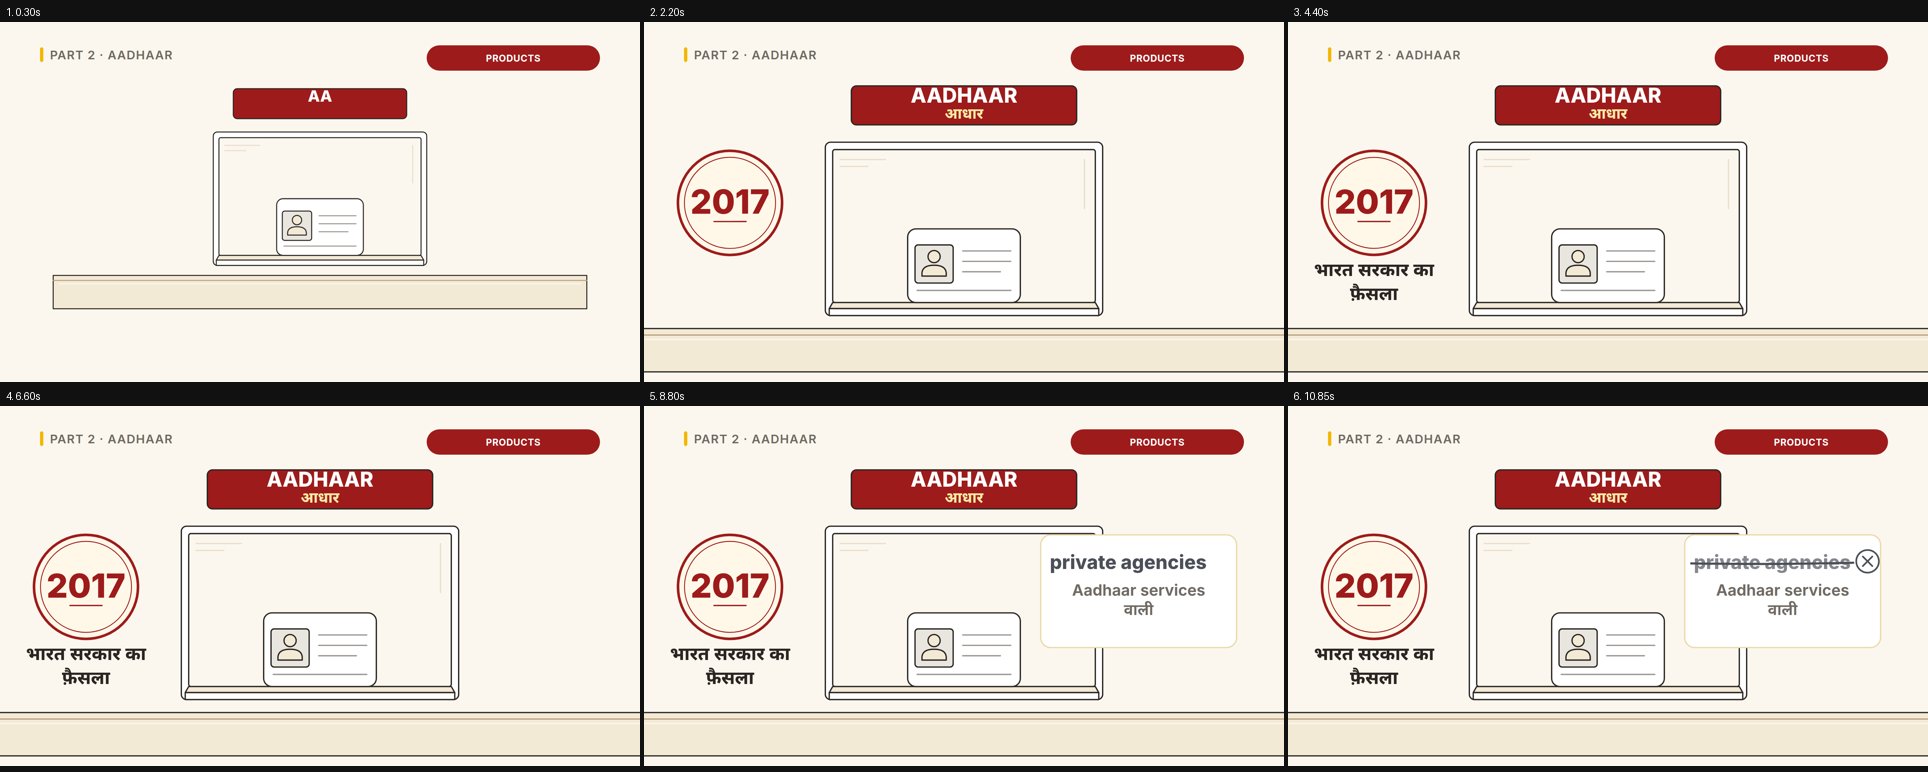 1. 0.30s
PART 2 · AADHAAR
PRODUCTS
AA
2. 2.20s
PART 2 · AADHAAR
PRODUCTS
AADHAAR
आधार
2017
3. 4.40s
PART 2 · AADHAAR
PRODUCTS
AADHAAR
आधार
2017
भारत सरकार का
फ़ैसला
4. 6.60s
PART 2 · AADHAAR
PRODUCTS
AADHAAR
आधार
2017
भारत सरकार का
फ़ैसला
5. 8.80s
PART 2 · AADHAAR
PRODUCTS
AADHAAR
आधार
2017
private agencies
Aadhaar services
वाली
भारत सरकार का
फ़ैसला
6. 10.85s
PART 2 · AADHAAR
PRODUCTS
AADHAAR
आधार
2017
private agencies
Aadhaar services
वाली
भारत सरकार का
फ़ैसला